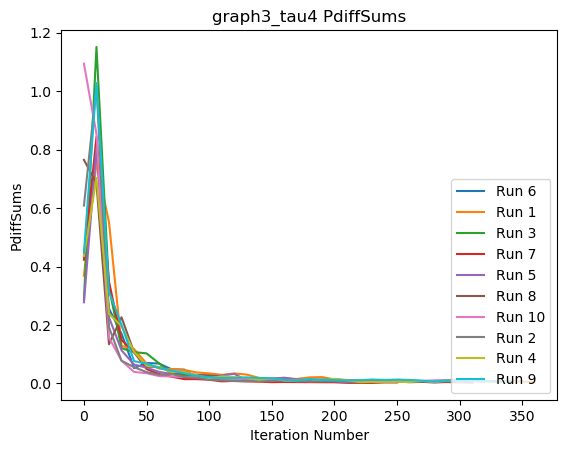 graph3_tau4 PdiffSums
PdiffSums
1.2
1.0
0.8
0.6
0.4
0.2
0.0
Run 6
Run 1
Run 3
Run 7
Run 5
Run 8
Run 10
Run 2
Run 4
Run 9
0 50 100 150 200 250 300 350
Iteration Number